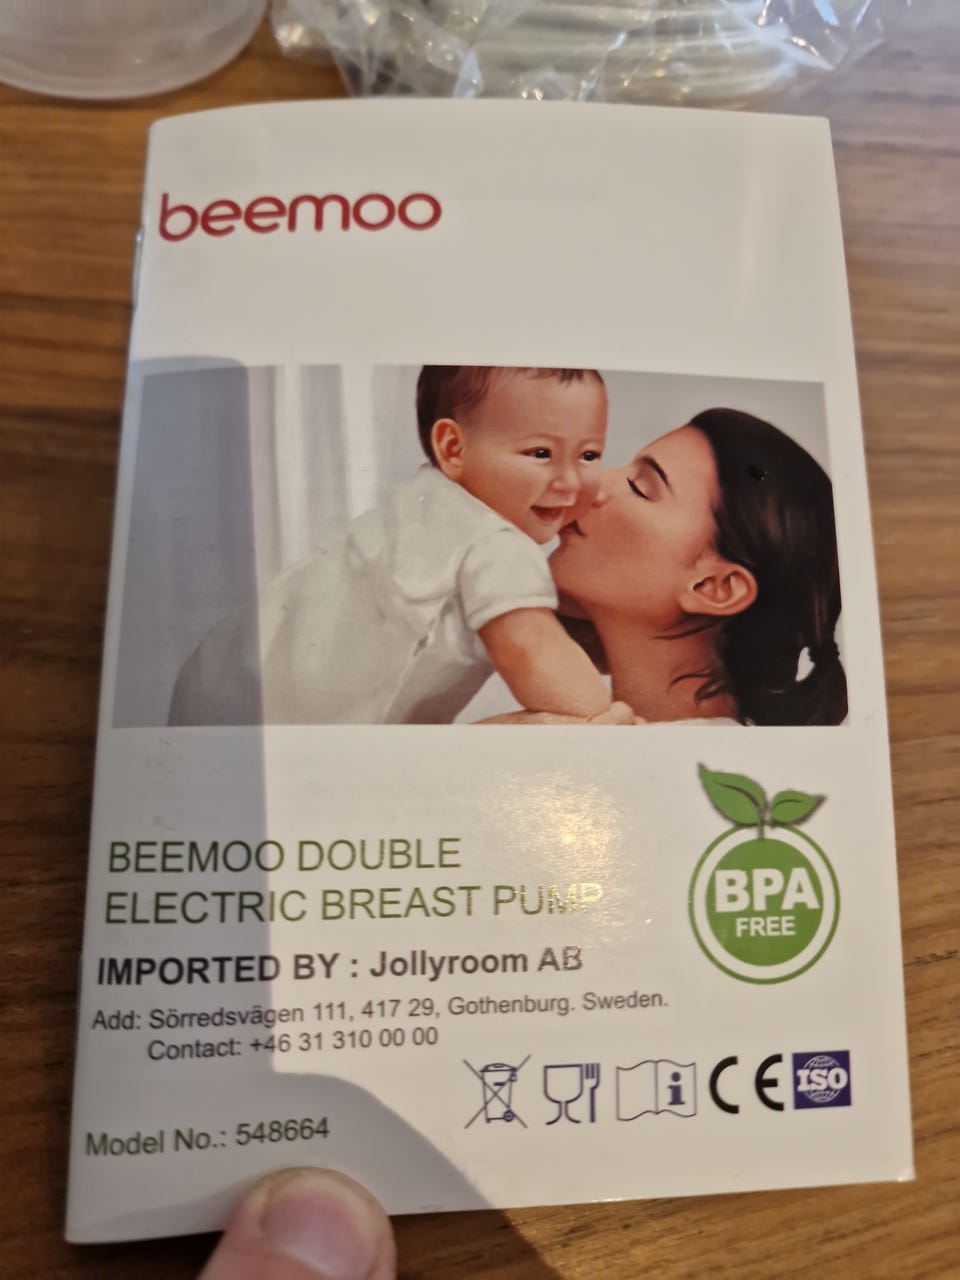 beemoo
BEEMOO DOUBLE
ELECTRIC BREAST PUMP
BPA
FREE
IMPORTED BY : Jollyroom AB
Add: Sörredsvägen 111, 417 29, Gothenburg. Sweden.
Contact: +46 31 310 00 00
i CE ISO
Model No.: 548664